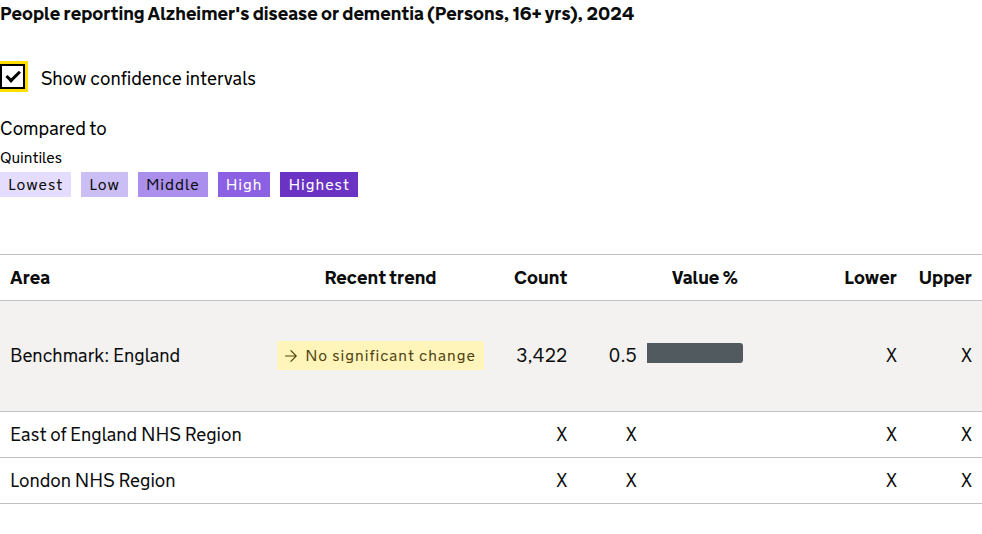 People reporting Alzheimer's disease or dementia (Persons, 16+ yrs), 2024
Show confidence intervals
Compared to
Quintiles
Lowest Low Middle High Highest
Area Recent trend Count Value % Lower Upper
Benchmark: England → No significant change 3,422 0.5 X X
East of England NHS Region X X X X
London NHS Region X X X X